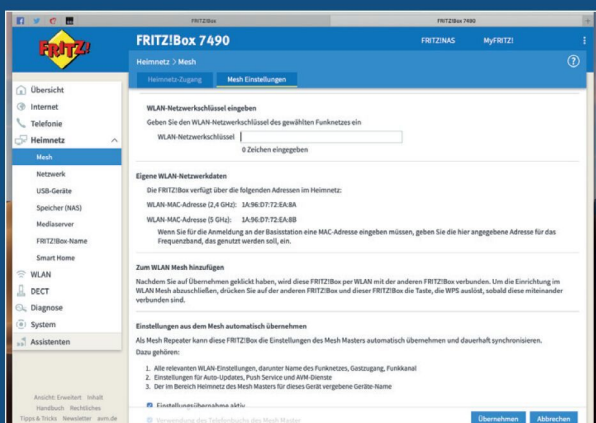 FRITZ!Box
FRITZ!Box 7490
FRITZ!
FRITZ!Box 7490
FRITZ!NAS
MyFRITZ!
Heimnetz > Mesh
Heimnetz-Zugang
Mesh Einstellungen
Übersicht
Internet
Telefonie
Heimnetz
Mesh
Netzwerk
USB-Geräte
Speicher (NAS)
Mediaserver
FRITZ!Box-Name
Smart Home
WLAN
DECT
Diagnose
System
Assistenten
Ansicht: Erweitert Inhalt
Handbuch Rechtliches
Tipps & Tricks Newsletter avm.de
WLAN-Netzwerkschlüssel eingeben
Geben Sie den WLAN-Netzwerkschlüssel des gewählten Funknetzes ein
WLAN-Netzwerkschlüssel
0 Zeichen eingegeben
Eigene WLAN-Netzwerkdaten
Die FRITZ!Box verfügt über die folgenden Adressen im Heimnetz:
WLAN-MAC-Adresse (2,4 GHz): 1A:96:D7:72:EA:8A
WLAN-MAC-Adresse (5 GHz): 1A:96:D7:72:EA:8B
Wenn Sie für die Anmeldung an der Basisstation eine MAC-Adresse eingeben müssen, geben Sie die hier angegebene Adresse für das
Frequenzband, das genutzt werden soll, ein.
Zum WLAN Mesh hinzufügen
Nachdem Sie auf Übernehmen geklickt haben, wird diese FRITZ!Box per WLAN mit der anderen FRITZ!Box verbunden. Um die Einrichtung im
WLAN Mesh abzuschließen, drücken Sie auf der anderen FRITZ!Box und dieser FRITZ!Box die Taste, die WPS auslöst, sobald diese miteinander
verbunden sind.
Einstellungen aus dem Mesh automatisch übernehmen
Als Mesh Repeater kann diese FRITZ!Box die Einstellungen des Mesh Masters automatisch übernehmen und dauerhaft synchronisieren.
Dazu gehören:
1. Alle relevanten WLAN-Einstellungen, darunter Name des Funknetzes, Gastzugang, Funkkanal
2. Einstellungen für Auto-Updates, Push Service und AVM-Dienste
3. Der im Bereich Heimnetz des Mesh Masters für dieses Gerät vergebene Geräte-Name
Einstellungsübernahme aktiv
Verwendung des Telefonbuchs des Mesh Master
Übernehmen
Abbrechen